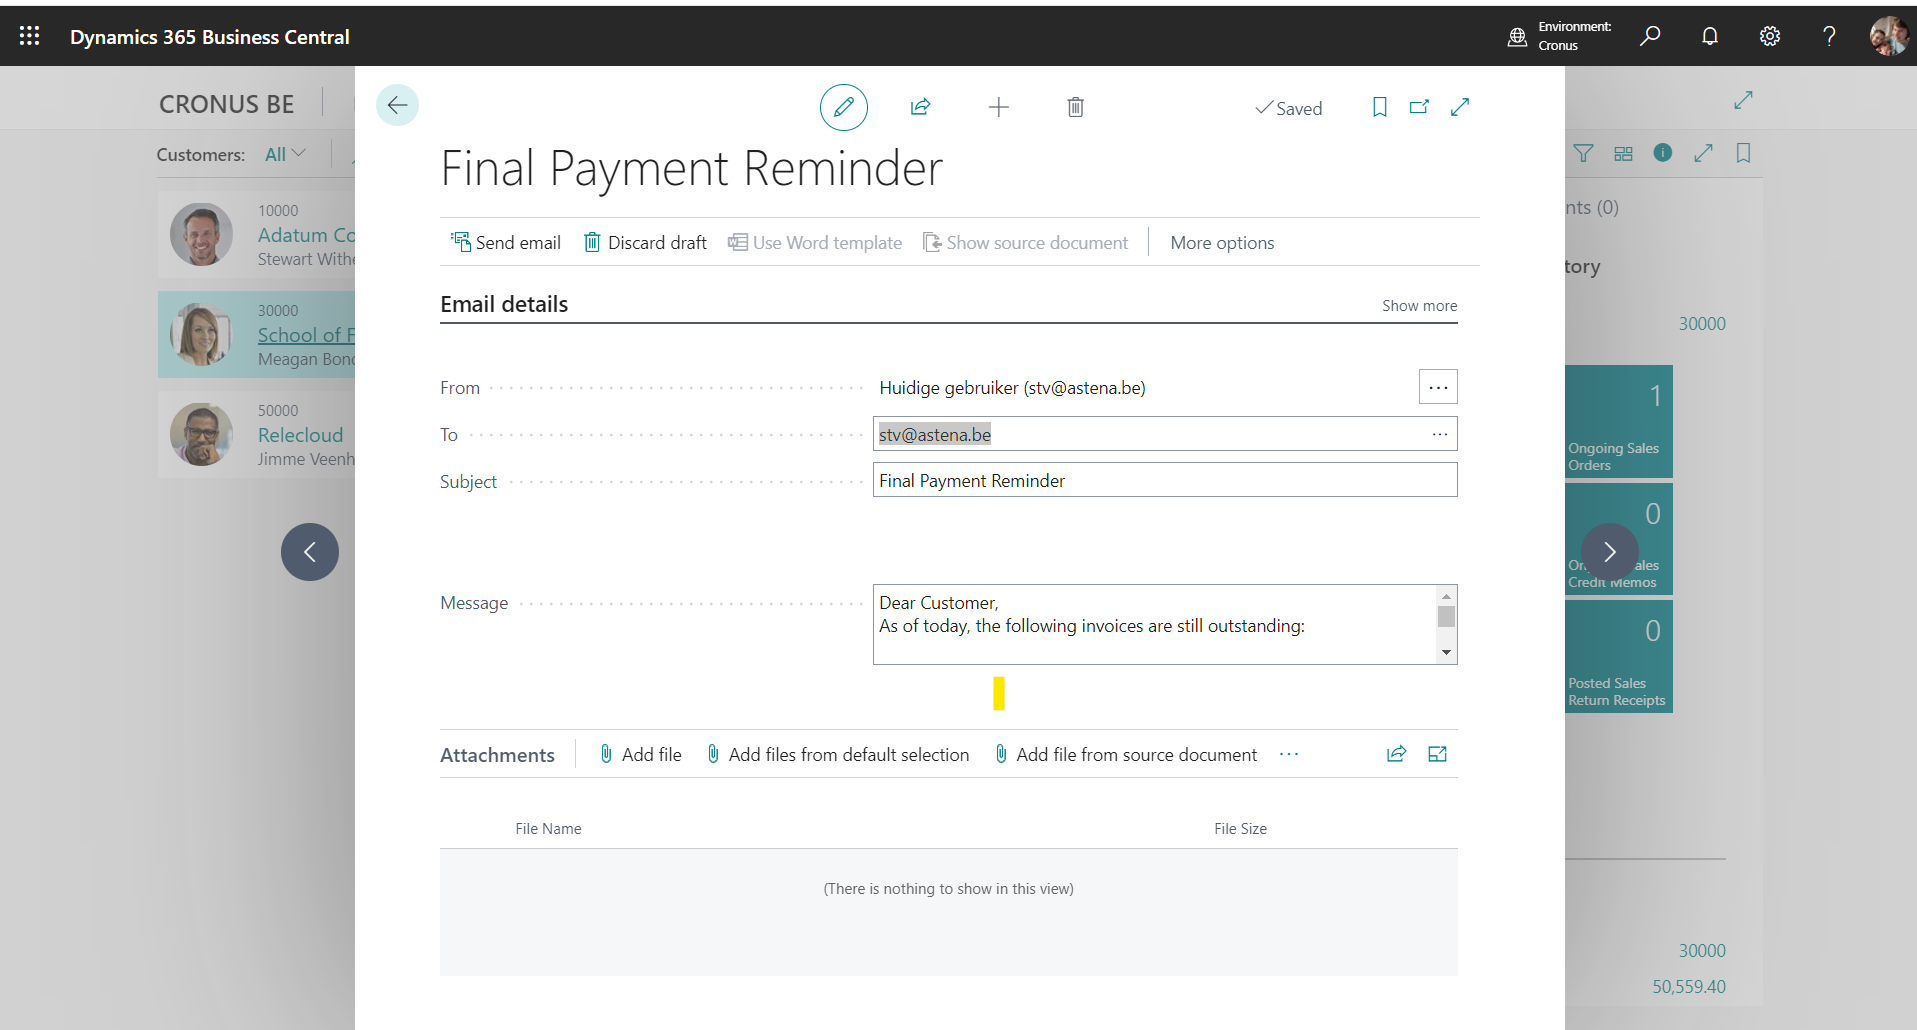 Dynamics 365 Business Central
Environment:
Cronus
?
CRONUS BE
Customers: All
10000
Adatum Co
Stewart Withe
30000
School of F
Meagan Bond
50000
Relecloud
Jimme Veenh
Saved
Final Payment Reminder
Send email Discard draft Use Word template Show source document More options
Email details Show more
From Huidige gebruiker (stv@astena.be) ...
To stv@astena.be ...
Subject Final Payment Reminder
Message Dear Customer,
As of today, the following invoices are still outstanding:
Attachments Add file Add files from default selection Add file from source document ...
File Name File Size
(There is nothing to show in this view)
nts (0)
tory
30000
1
Ongoing Sales
Orders
0
ales
Credit Memos
0
Posted Sales
Return Receipts
30000
50,559.40